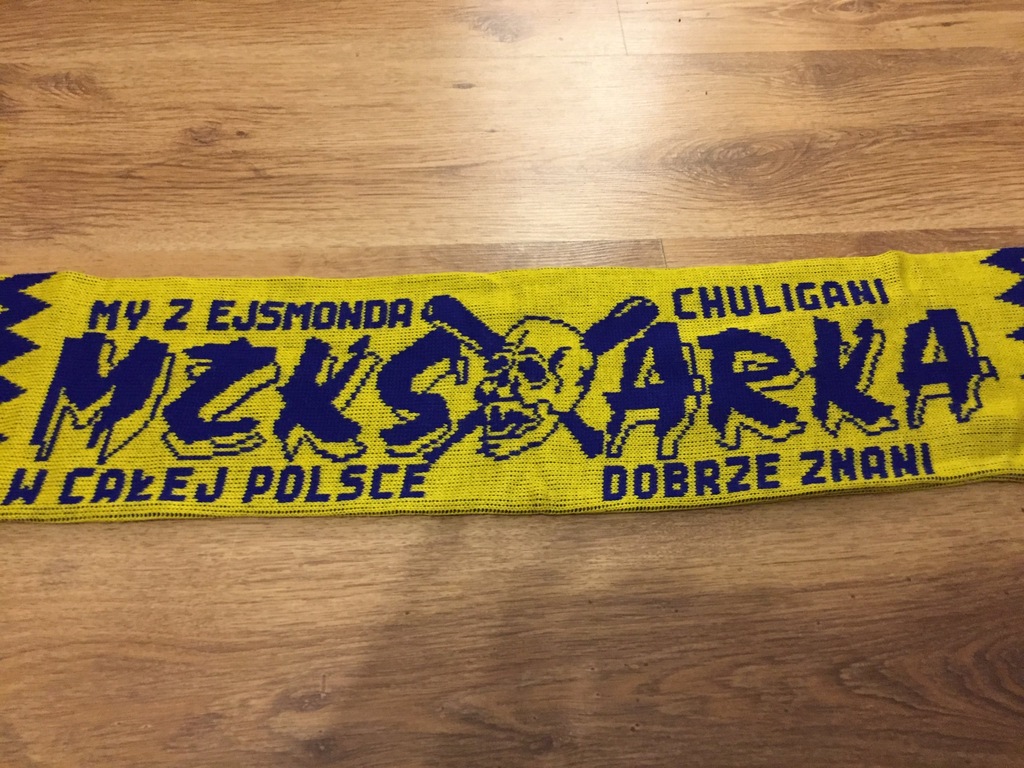 MY Z EJSMONDA CHULIGANI
MZKS ARKA
W CAŁEJ POLSCE DOBRZE ZNANI